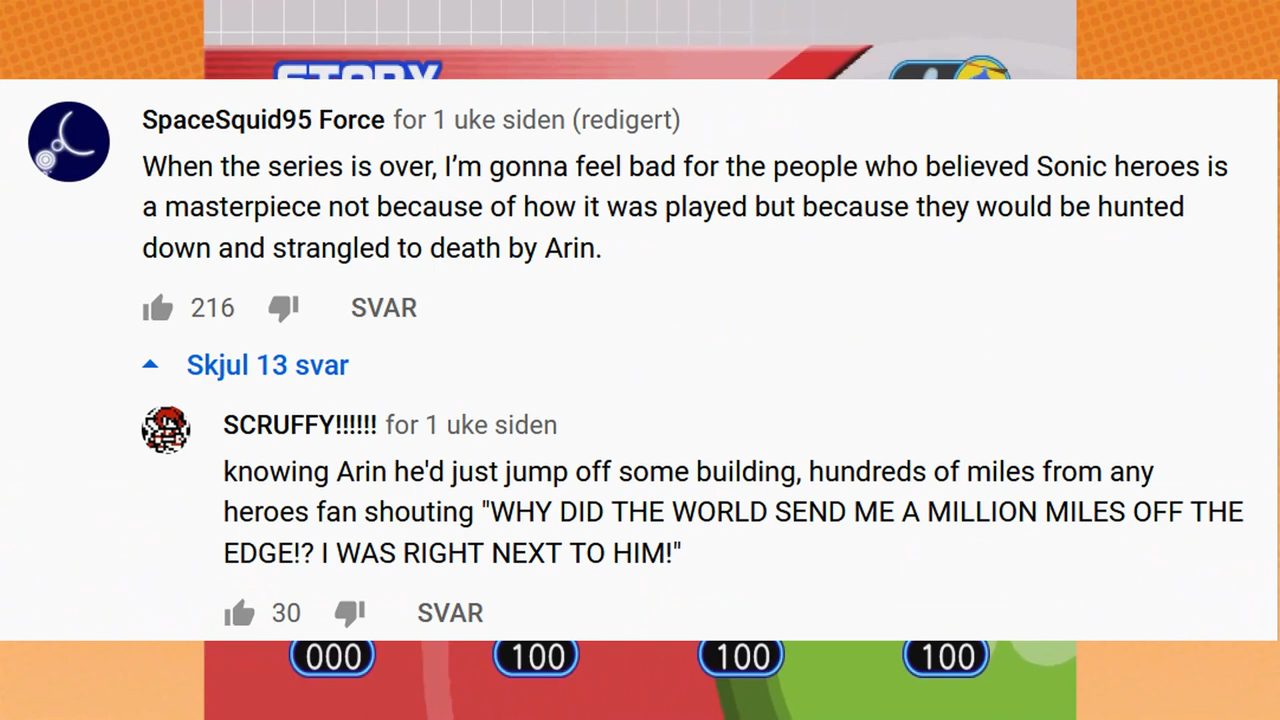 STORY
SpaceSquid95 Force for 1 uke siden (redigert)
When the series is over, I’m gonna feel bad for the people who believed Sonic heroes is
a masterpiece not because of how it was played but because they would be hunted
down and strangled to death by Arin.
216 SVAR
Skjul 13 svar
SCRUFFY!!!!!! for 1 uke siden
knowing Arin he'd just jump off some building, hundreds of miles from any
heroes fan shouting "WHY DID THE WORLD SEND ME A MILLION MILES OFF THE
EDGE!? I WAS RIGHT NEXT TO HIM!"
30 SVAR
000 100 100 100